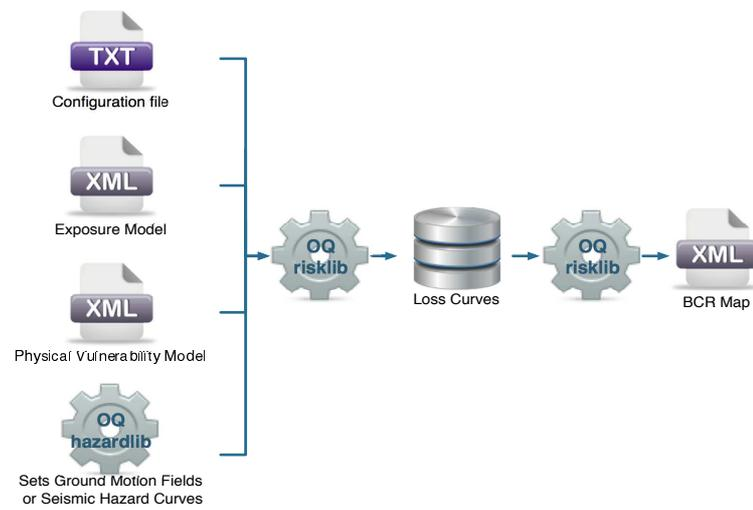 TXT
Configuration file
XML
Exposure Model
XML
Physical Vulnerability Model
OQ
hazardlib
Sets Ground Motion Fields
or Seismic Hazard Curves
OQ
risklib
Loss Curves
OQ
risklib
XML
BCR Map